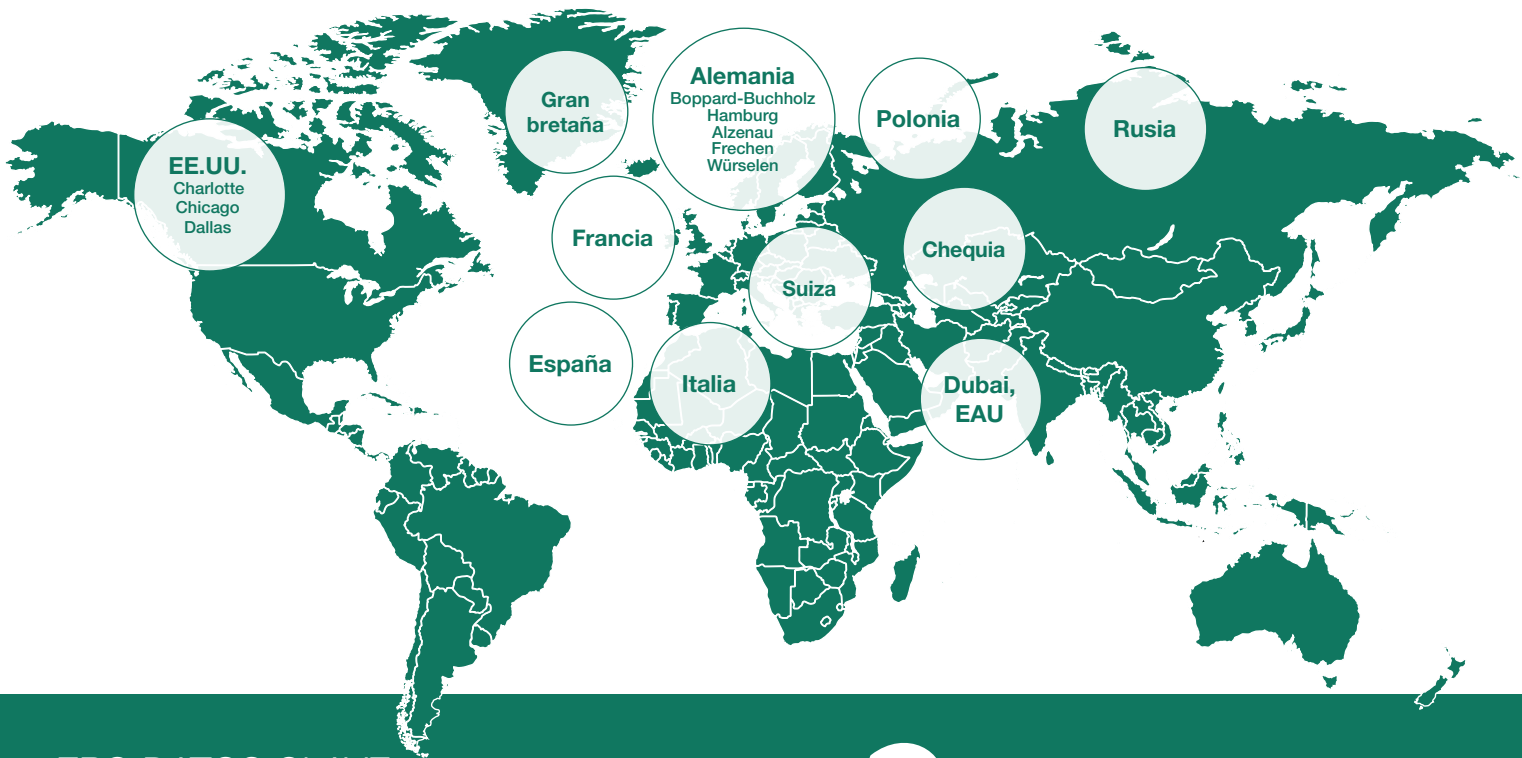 Gran
bretaña
Alemania
Boppard-Buchholz
Hamburg
Alzenau
Frechen
Würselen
Polonia
Rusia
EE.UU.
Charlotte
Chicago
Dallas
Francia
Chequia
Suiza
España
Italia
Dubai,
EAU